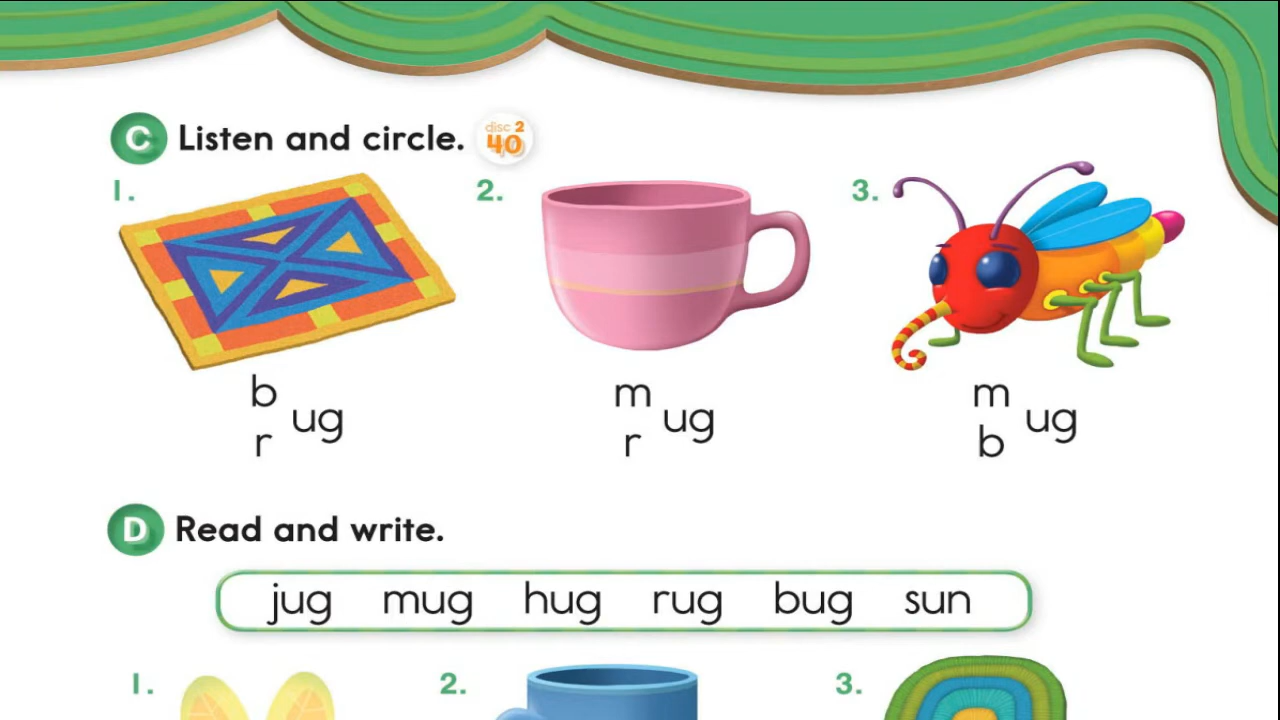 C Listen and circle. disc 2 40
1. 2. 3.
b m m
ug ug ug
r r b
D Read and write.
jug mug hug rug bug sun
1. 2. 3.